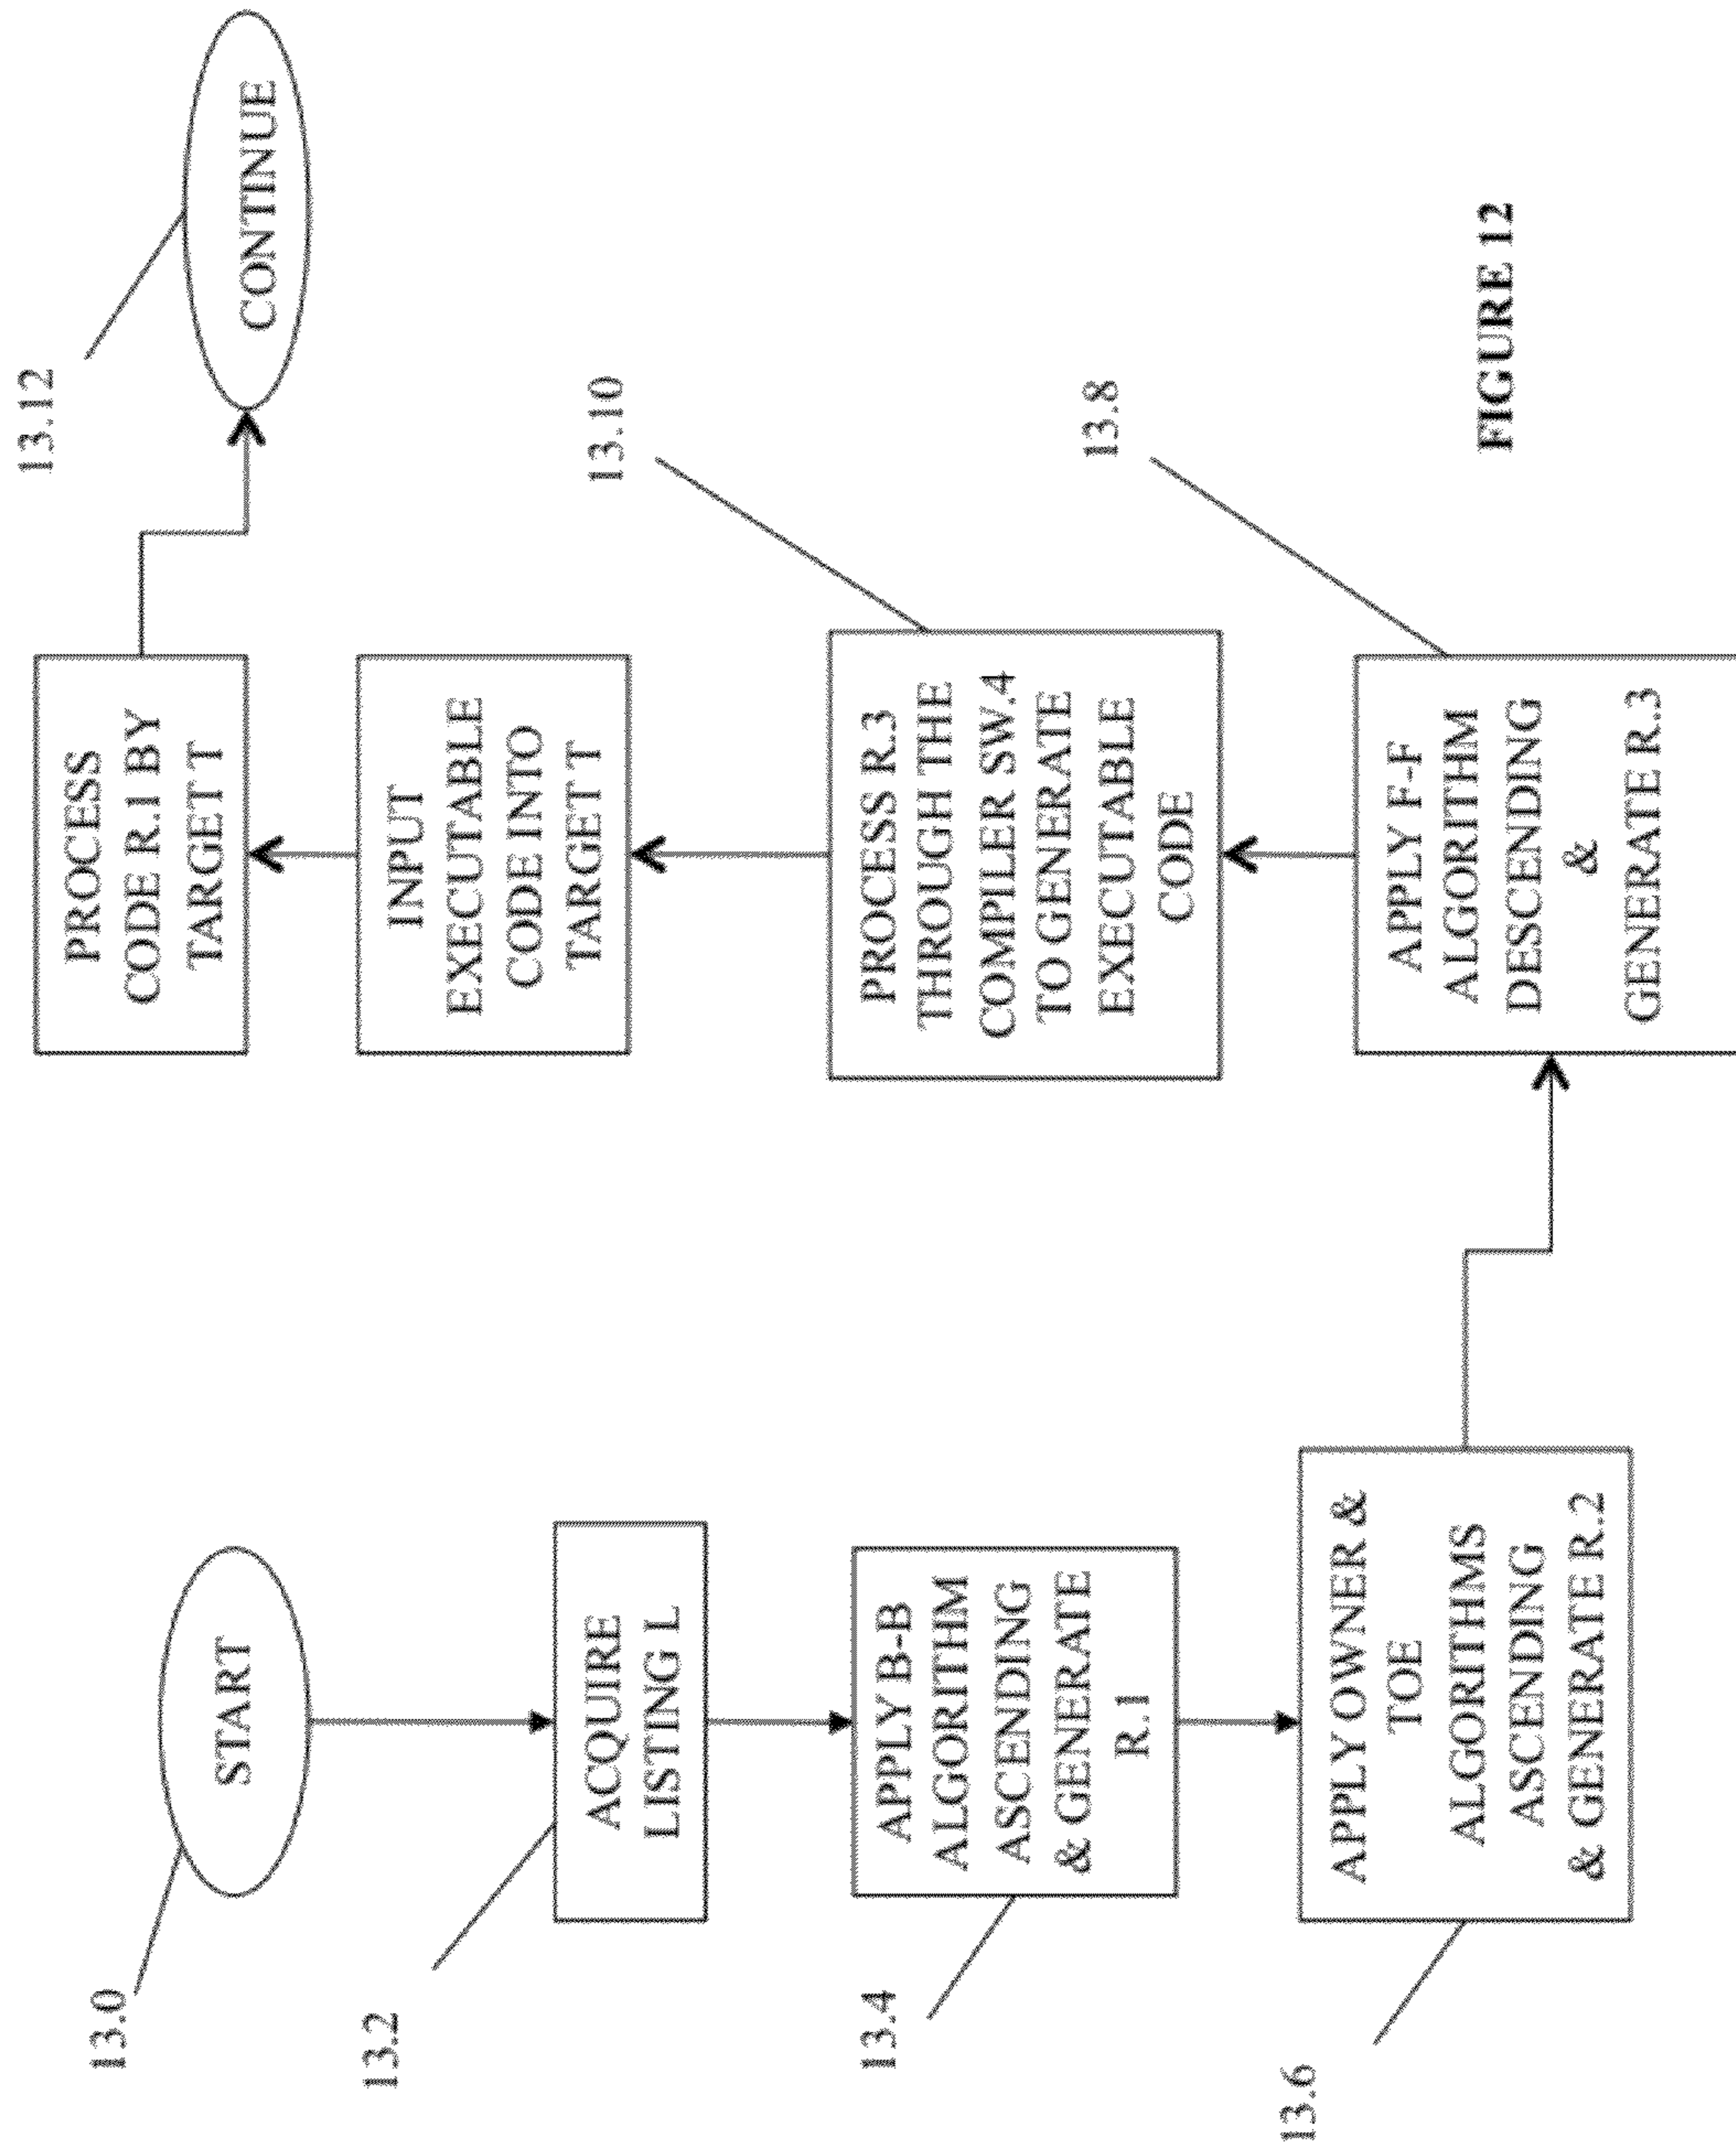 13.0
START
13.2
ACQUIRE
LISTING L
13.4
APPLY B-B
ALGORITHM
ASCENDING
& GENERATE
R.1
13.6
APPLY OWNER &
TOE
ALGORITHMS
ASCENDING
& GENERATE R.2
13.8
APPLY F-F
ALGORITHM
DESCENDING
&
GENERATE R.3
13.10
PROCESS R.3
THROUGH THE
COMPILER SW.4
TO GENERATE
EXECUTABLE
CODE
INPUT
EXECUTABLE
CODE INTO
TARGET T
PROCESS
CODE R.1 BY
TARGET T
13.12
CONTINUE
FIGURE 12